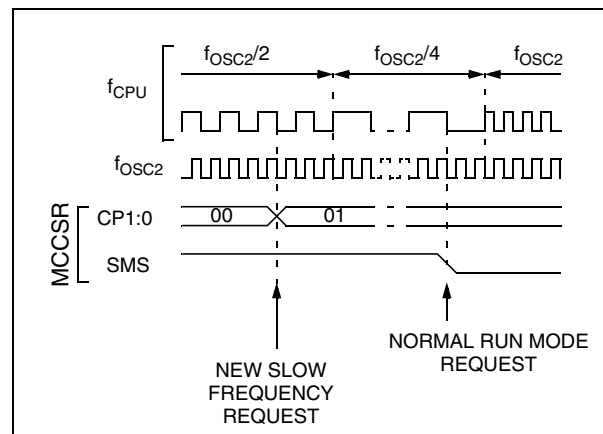 fOSC2/2 fOSC2/4 fOSC2
fCPU
fOSC2
MCCSR
CP1:0 00 01
SMS
NEW SLOW
FREQUENCY
REQUEST
NORMAL RUN MODE
REQUEST